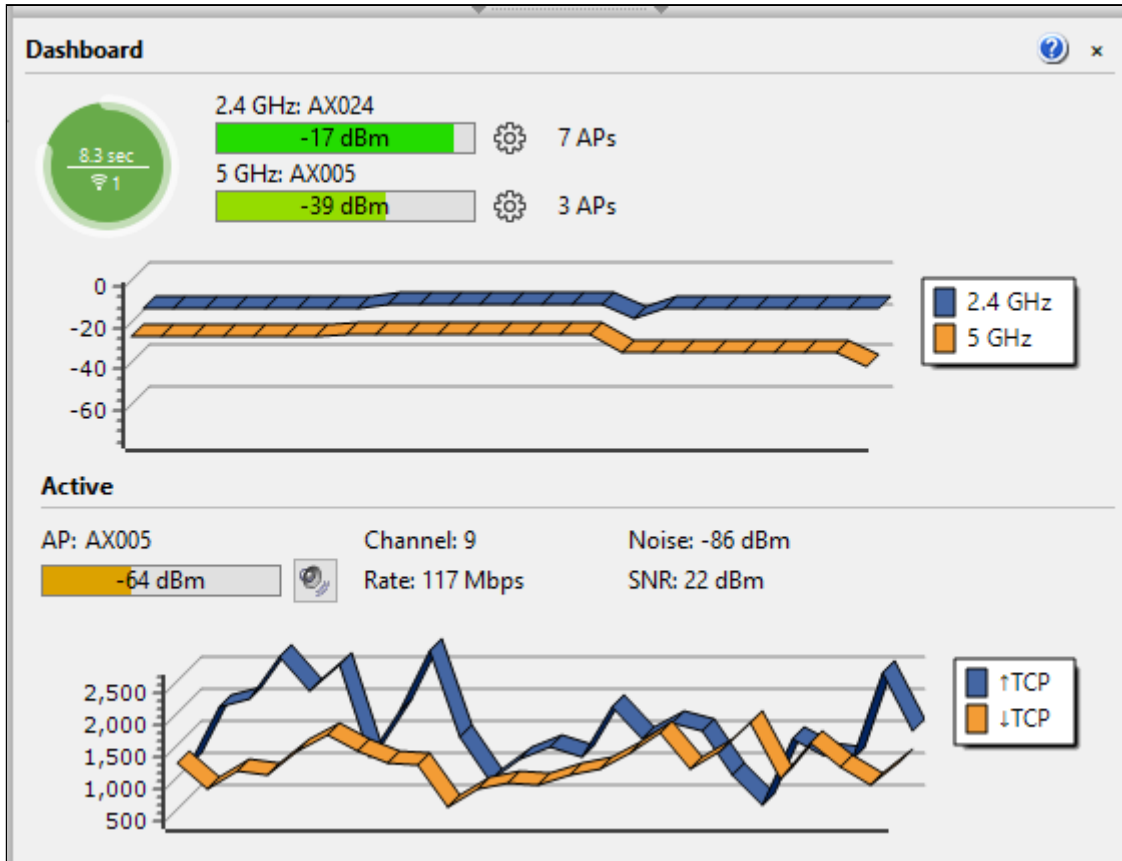 Dashboard
2.4 GHz: AX024
-17 dBm
7 APs
8.3 sec
1
5 GHz: AX005
-39 dBm
3 APs
0
-20
-40
-60
2.4 GHz
5 GHz
Active
AP: AX005
Channel: 9
Noise: -86 dBm
-64 dBm
Rate: 117 Mbps
SNR: 22 dBm
2,500
2,000
1,500
1,000
500
↑TCP
↓TCP